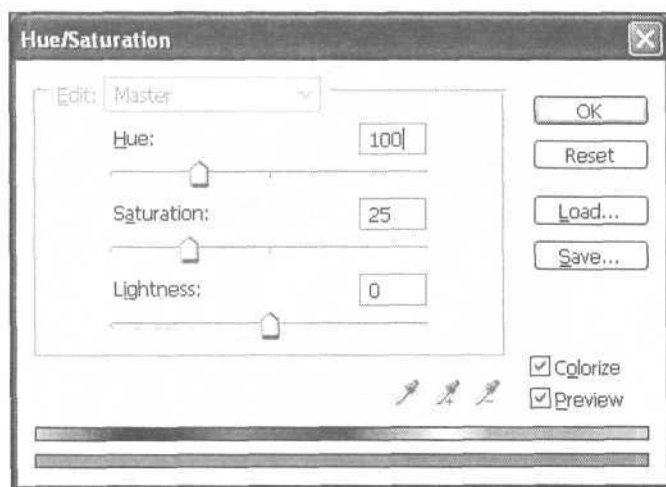 Hue/Saturation
Edit: Master
Hue: 100
Saturation: 25
Lightness: 0
OK
Reset
Load...
Save...
Colorize
Preview